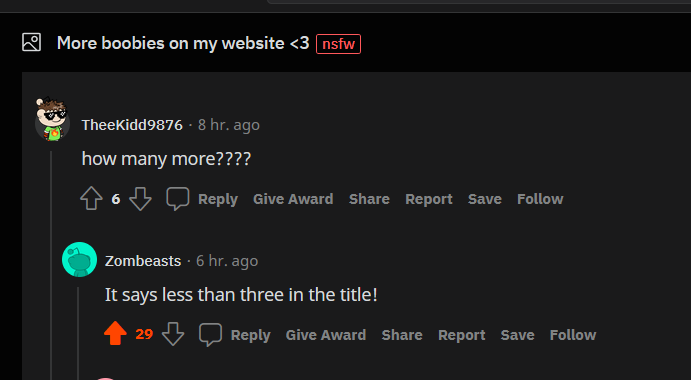 More boobies on my website <3 nsfw
TheeKidd9876 · 8 hr. ago
how many more????
6 Reply Give Award Share Report Save Follow
Zombeasts · 6 hr. ago
It says less than three in the title!
29 Reply Give Award Share Report Save Follow